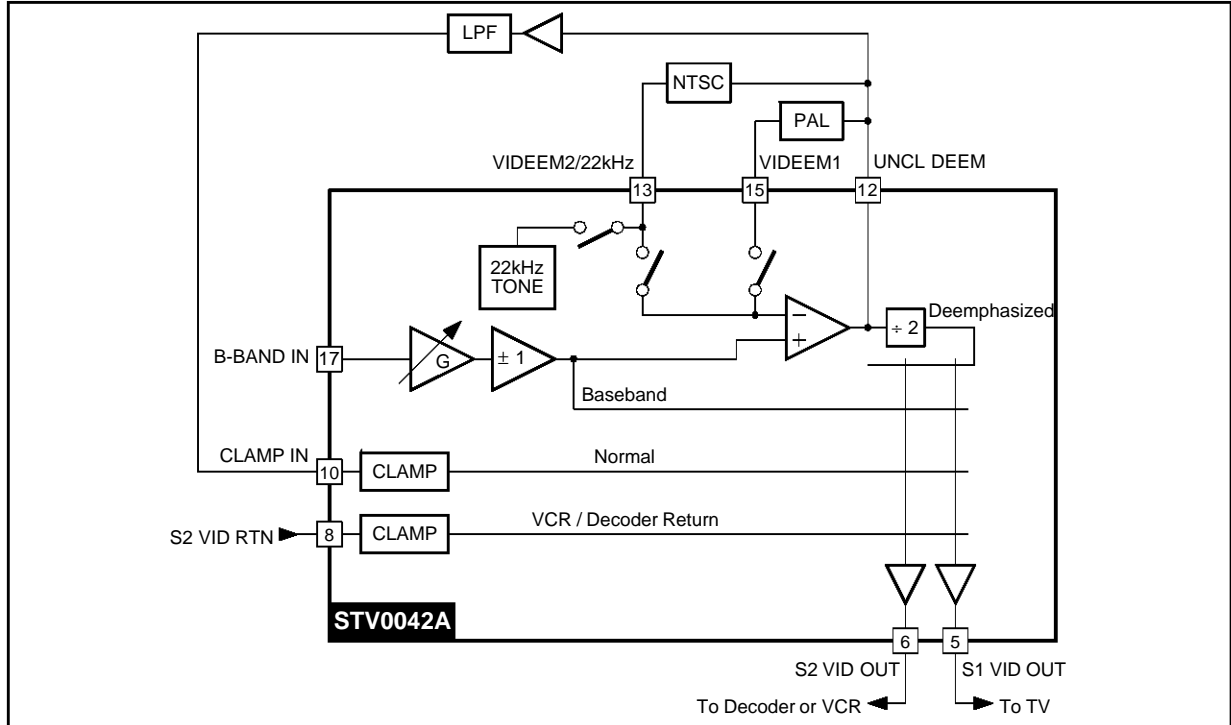 LPF
NTSC
PAL
VIDEEM2/22kHz
VIDEEM1
UNCL DEEM
13
15
12
22kHz
TONE
−
÷ 2
Deemphasized
B-BAND IN
17
G
± 1
+
Baseband
CLAMP IN
10
CLAMP
Normal
S2 VID RTN
8
CLAMP
VCR / Decoder Return
STV0042A
6
5
S2 VID OUT
S1 VID OUT
To Decoder or VCR
To TV